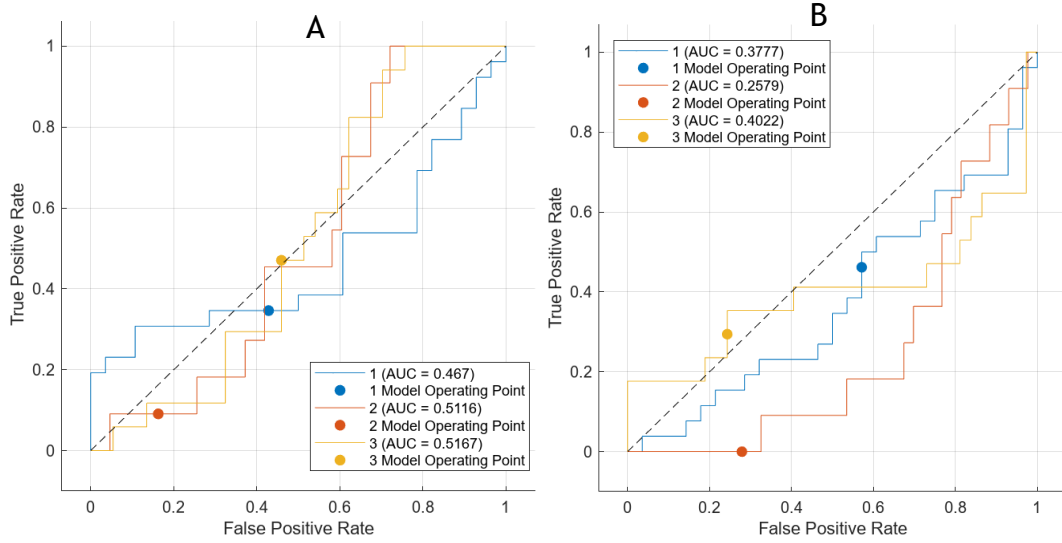 A
True Positive Rate
1
0.8
0.6
0.4
0.2
0
1 (AUC = 0.467)
1 Model Operating Point
2 (AUC = 0.5116)
2 Model Operating Point
3 (AUC = 0.5167)
3 Model Operating Point
0 0.2 0.4 0.6 0.8 1
False Positive Rate
B
True Positive Rate
1
0.8
0.6
0.4
0.2
0
1 (AUC = 0.3777)
1 Model Operating Point
2 (AUC = 0.2579)
2 Model Operating Point
3 (AUC = 0.4022)
3 Model Operating Point
0 0.2 0.4 0.6 0.8 1
False Positive Rate